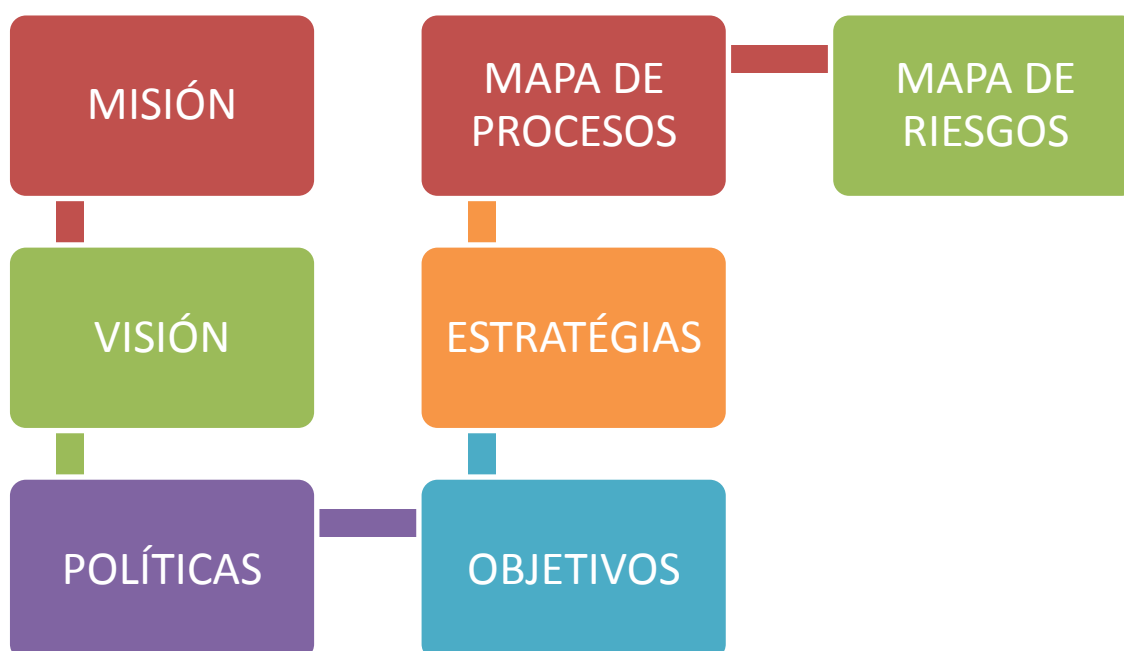 MISIÓN
VISIÓN
POLÍTICAS
OBJETIVOS
ESTRATÉGIAS
MAPA DE
PROCESOS
MAPA DE
RIESGOS